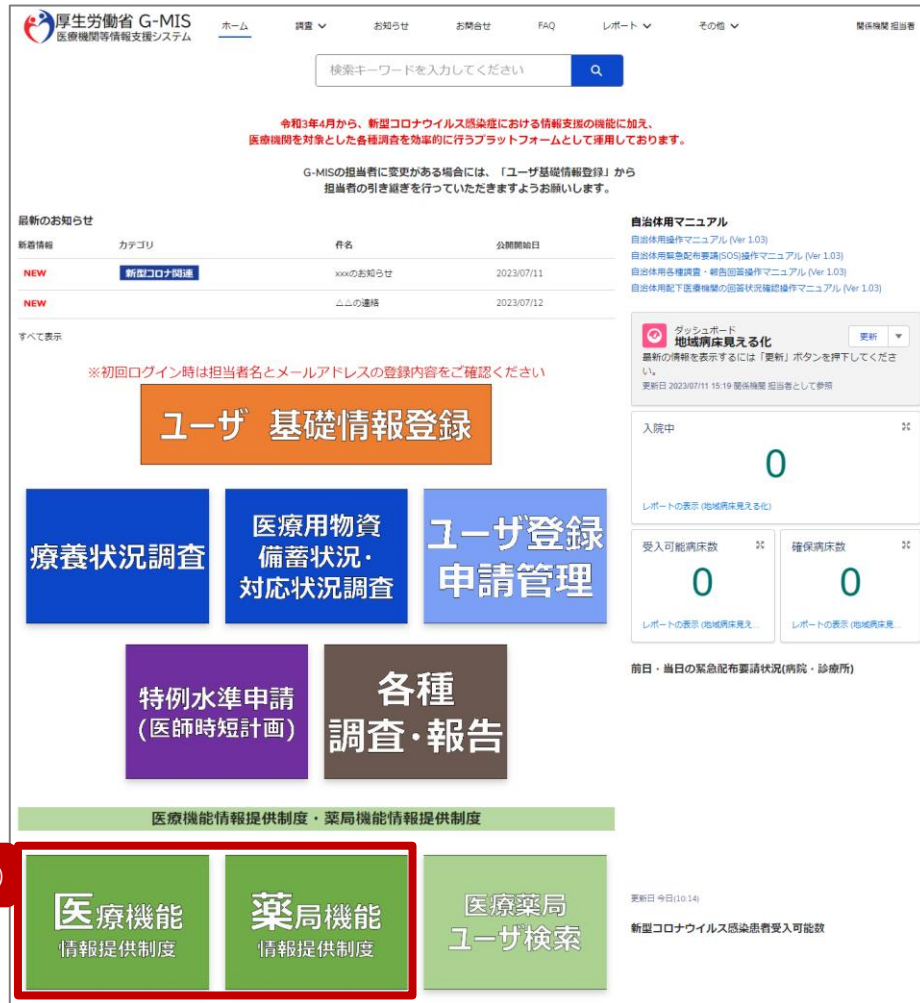 厚生労働省 G-MIS
医療機関等情報支援システム
ホーム
調査
お知らせ
お問合せ
FAQ
レポート
その他
関係機関 担当者
検索キーワードを入力してください
令和3年4月から、新型コロナウイルス感染症における情報支援の機能に加え、
医療機関を対象とした各種調査を効率的に行うプラットフォームとして運用しております。
G-MISの担当者に変更がある場合には、「ユーザ基礎情報登録」から
担当者の引き継ぎを行っていただきますようお願いします。
最新のお知らせ
新着情報 カテゴリ 件名 公開開始日
NEW 新型コロナ関連 xxxのお知らせ 2023/07/11
NEW △△の連絡 2023/07/12
すべて表示
※初回ログイン時は担当者名とメールアドレスの登録内容をご確認ください
ユーザ 基礎情報登録
療養状況調査
医療用物資
備蓄状況・
対応状況調査
ユーザ登録
申請管理
特例水準申請
(医師時短計画)
各種
調査・報告
医療機能情報提供制度・薬局機能情報提供制度
医療機能
情報提供制度
薬局機能
情報提供制度
医療薬局
ユーザ検索
自治体用マニュアル
自治体用操作マニュアル (Ver 1.03)
自治体用緊急配布要請(SOS)操作マニュアル (Ver 1.03)
自治体用各種調査・報告回答操作マニュアル (Ver 1.03)
自治体用配下医療機関の回答状況確認操作マニュアル (Ver 1.03)
ダッシュボード
地域病床見える化
更新
最新の情報を表示するには「更新」ボタンを押下してくださ
い。
更新日 2023/07/11 15:19 関係機関 担当者として参照
入院中
0
レポートの表示 (地域病床見える化)
受入可能病床数
0
レポートの表示 (地域病床見え...
確保病床数
0
レポートの表示 (地域病床見...
前日・当日の緊急配布要請状況(病院・診療所)
更新日 今日(10:14)
新型コロナウイルス感染患者受入可能数